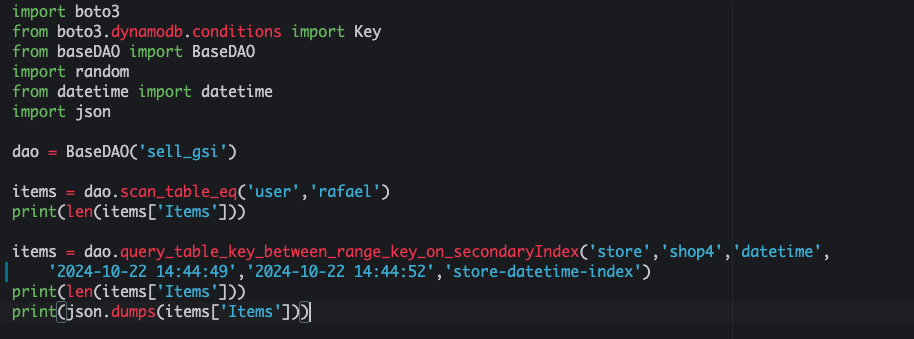 import boto3
from boto3.dynamodb.conditions import Key
from baseDAO import BaseDAO
import random
from datetime import datetime
import json
dao = BaseDAO('sell_gsi')
items = dao.scan_table_eq('user','rafael')
print(len(items['Items']))
items = dao.query_table_key_between_range_key_on_secondaryIndex('store','shop4','datetime',
'2024-10-22 14:44:49','2024-10-22 14:44:52','store-datetime-index')
print(len(items['Items']))
print(json.dumps(items['Items']))